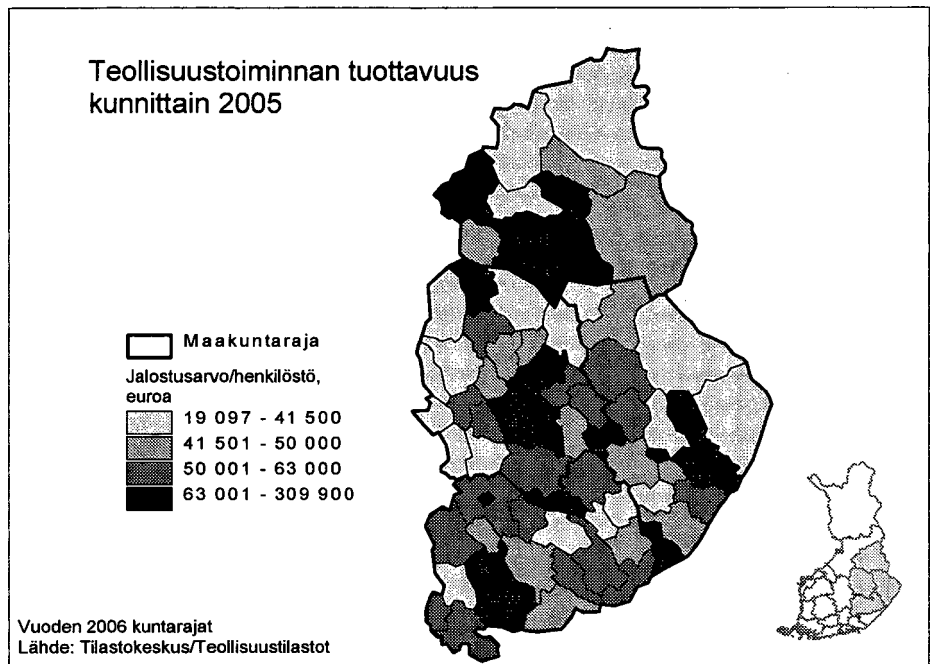 Teollisuustoiminnan tuottavuus
kunnittain 2005
Maakuntaraja
Jalostusarvo/henkilöstö,
euroa
19 097 - 41 500
41 501 - 50 000
50 001 - 63 000
63 001 - 309 900
Vuoden 2006 kuntarajat
Lähde: Tilastokeskus/Teollisuustilastot